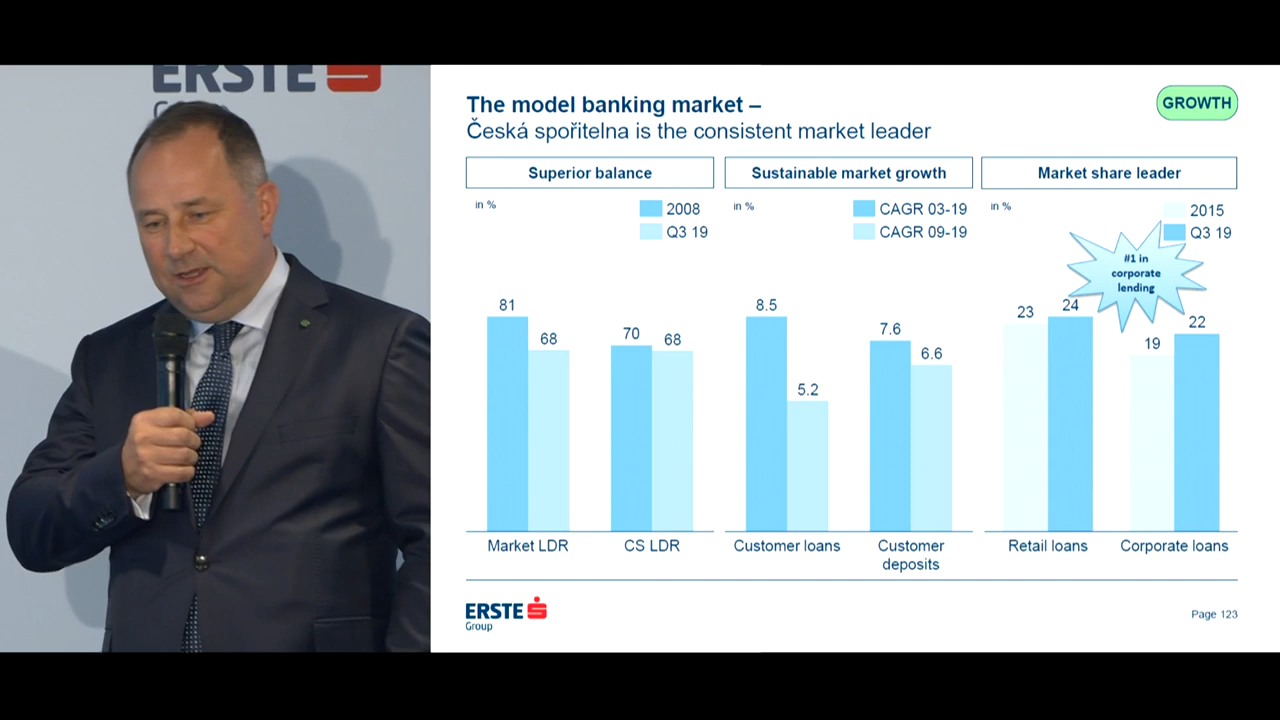 ERSTE
Group
The model banking market –
Česká spořitelna is the consistent market leader
GROWTH
Superior balance
in %
2008
Q3 19
81
68
70
68
Market LDR
CS LDR
Sustainable market growth
in %
CAGR 03-19
CAGR 09-19
8.5
5.2
7.6
6.6
Customer loans
Customer
deposits
Market share leader
in %
2015
Q3 19
#1 in
corporate
lending
23
24
19
22
Retail loans
Corporate loans
ERSTE
Group
Page 123